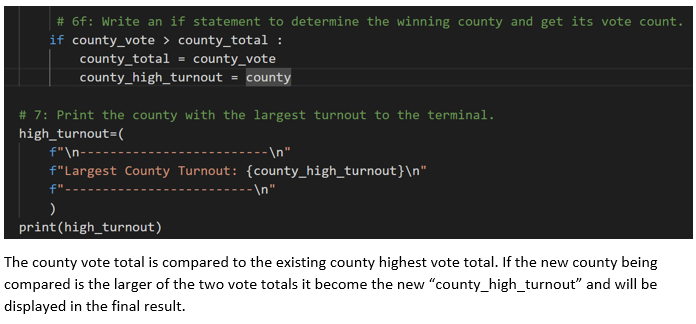 # 6f: Write an if statement to determine the winning county and get its vote count.
if county_vote > county_total :
county_total = county_vote
county_high_turnout = county
# 7: Print the county with the largest turnout to the terminal.
high_turnout=(
f"\n--------------------------\n"
f"Largest County Turnout: {county_high_turnout}\n"
f"--------------------------\n"
)
print(high_turnout)
The county vote total is compared to the existing county highest vote total. If the new county being
compared is the larger of the two vote totals it become the new “county_high_turnout” and will be
displayed in the final result.